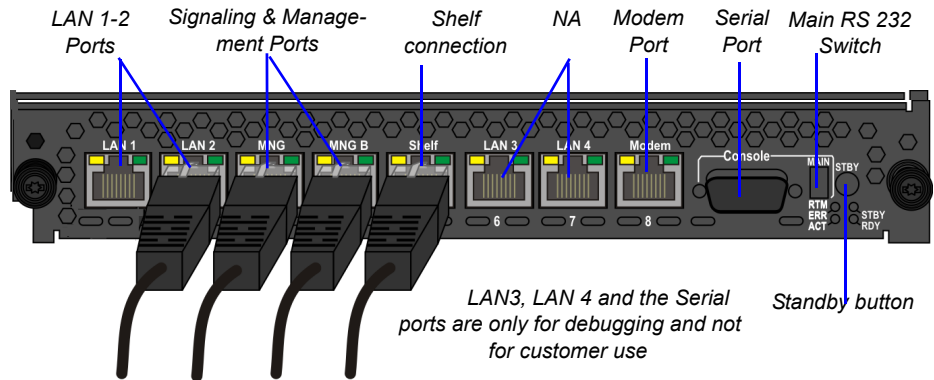 LAN 1-2
Ports
Signaling & Manage-
ment Ports
Shelf
connection
NA
Modem
Port
Serial
Port
Main RS 232
Switch
LAN 1
LAN 2
MNG
MNG B
Shelf
LAN 3
LAN 4
Modem
Console
MAIN
STBY
RTM
ERR
ACT
STBY
RDY
6
7
8
LAN3, LAN 4 and the Serial
ports are only for debugging and not
for customer use
Standby button